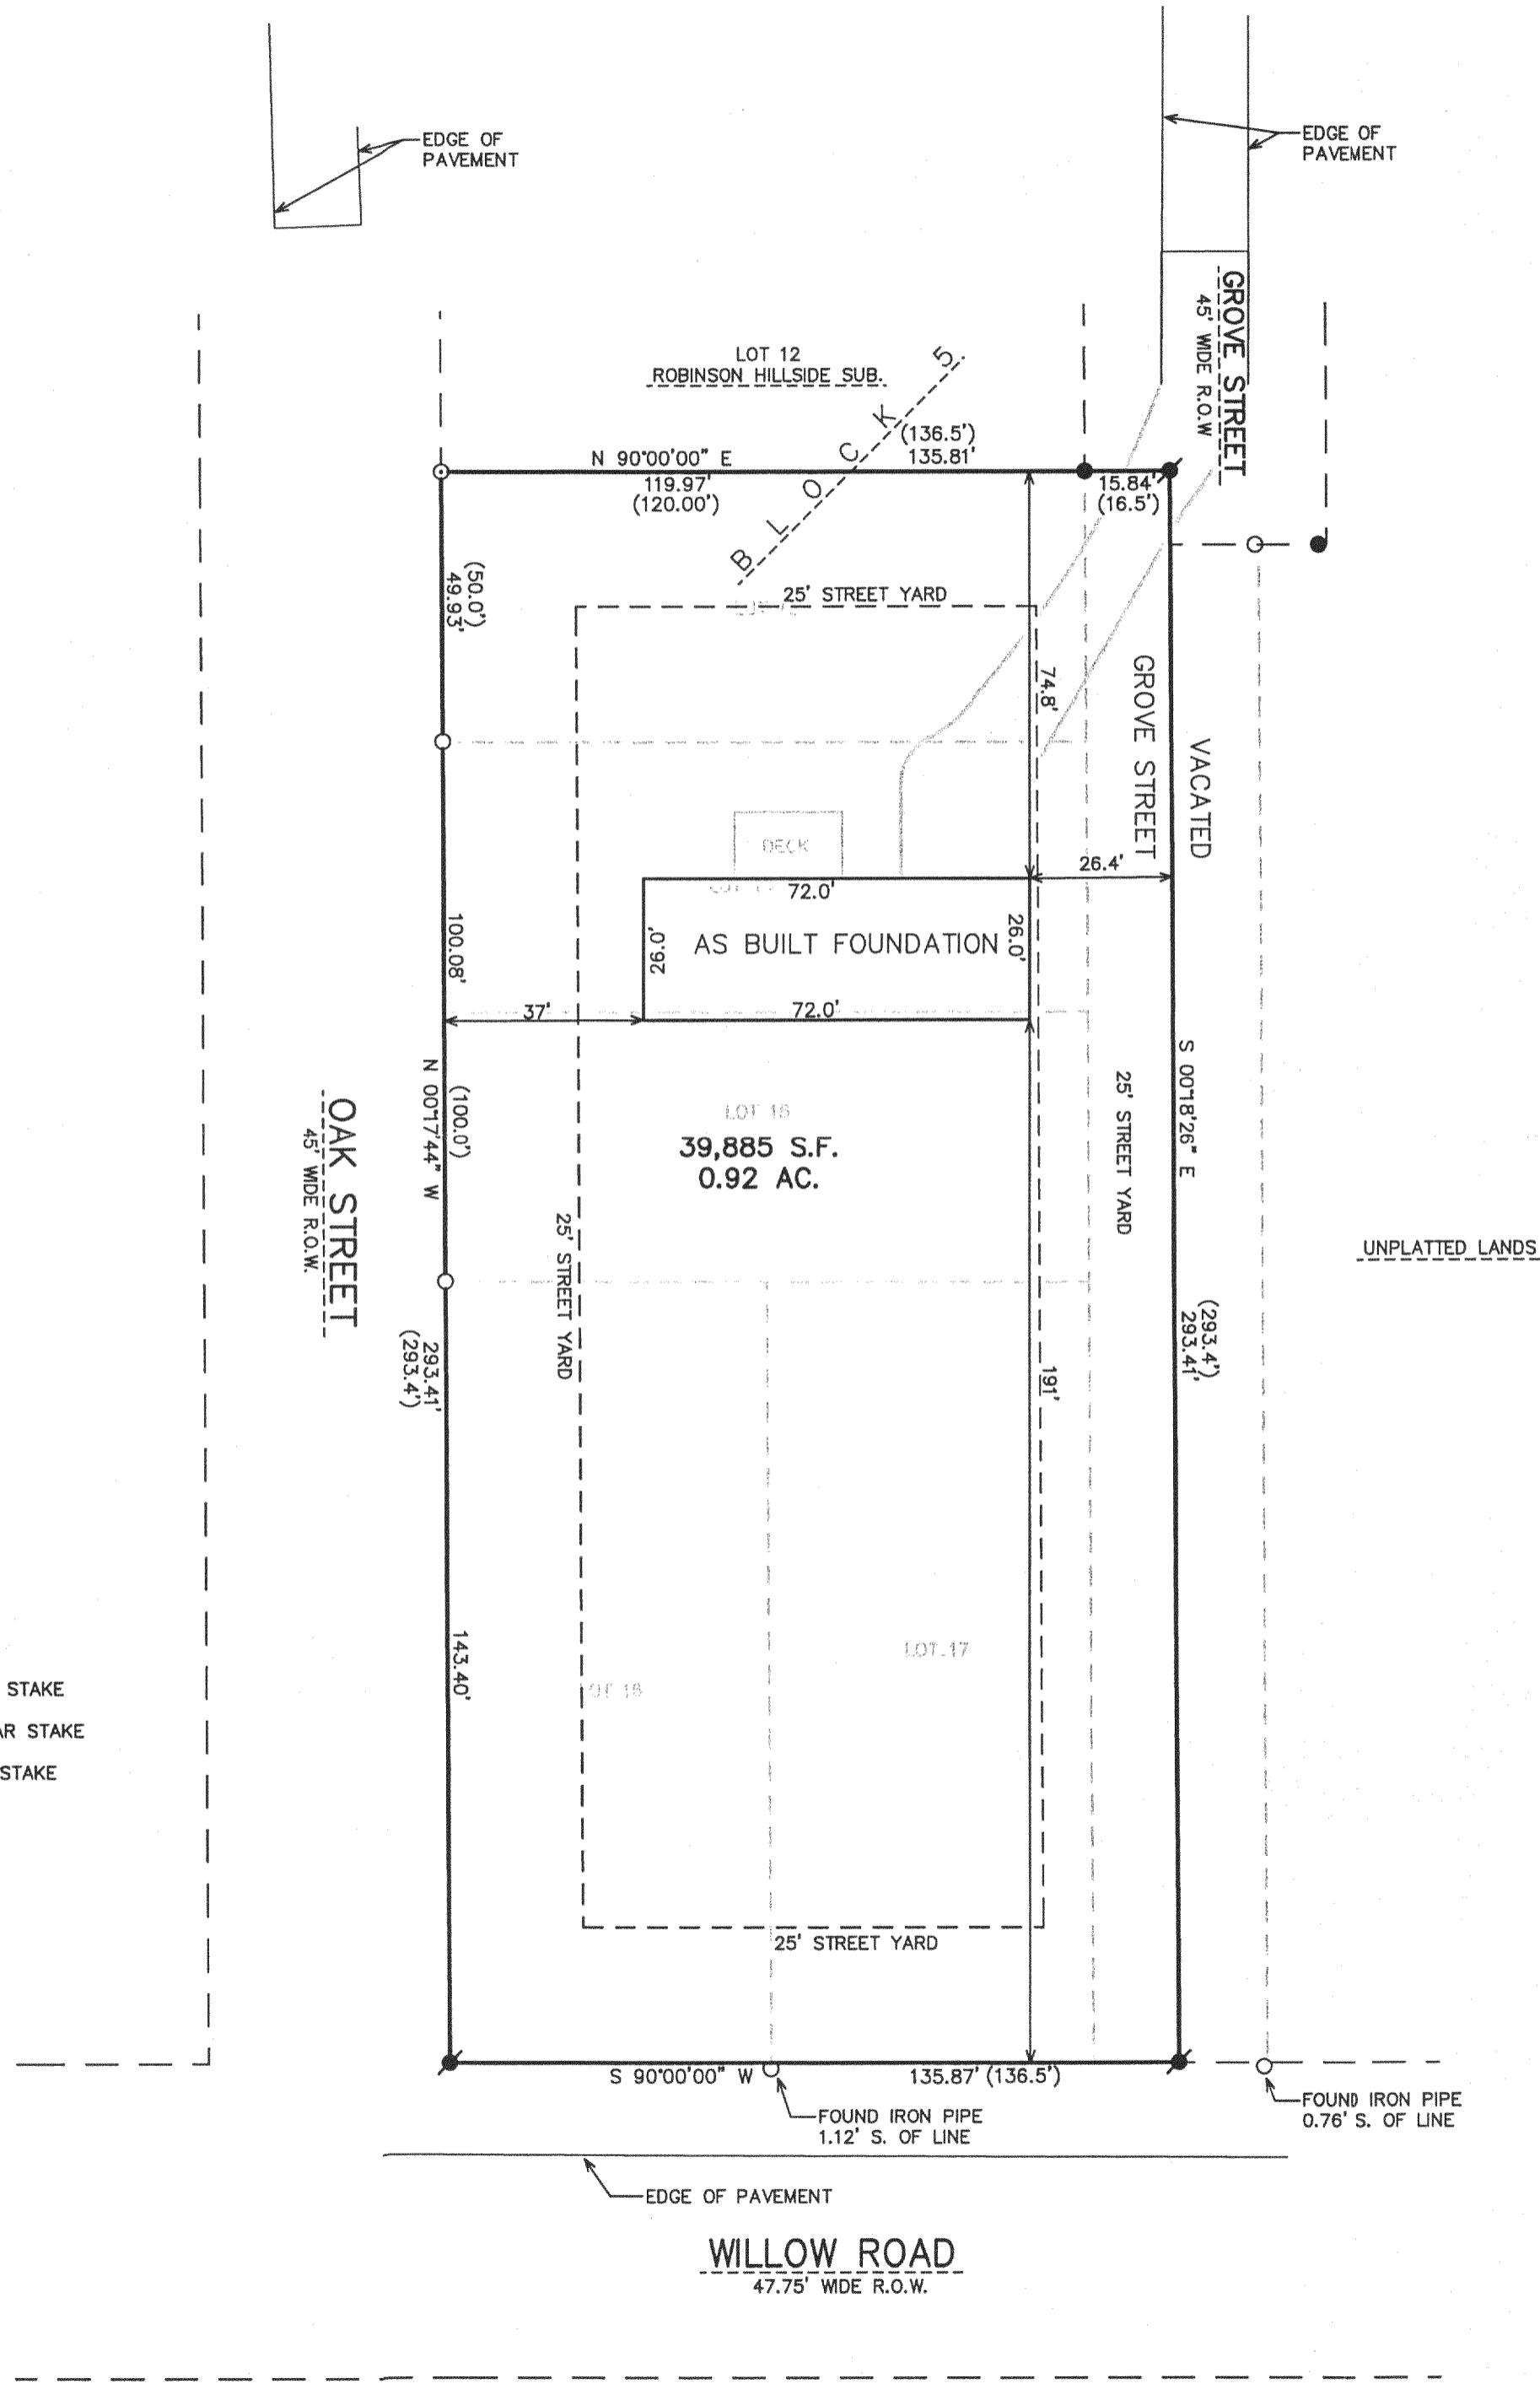 EDGE OF
PAVEMENT
EDGE OF
PAVEMENT
GROVE STREET
45' WIDE R.O.W
LOT 12
ROBINSON HILLSIDE SUB.
BLOCK 5
(136.5')
N 90°00'00" E
135.81'
119.97'
(120.00')
15.84'
(16.5')
(50.0')
49.93'
25' STREET YARD
74.8'
VACATED
GROVE STREET
DECK
26.4'
72.0'
26.0'
AS BUILT FOUNDATION
26.0'
72.0'
37'
100.08'
(100.0')
N 00°17'44" W
OAK STREET
45' WIDE R.O.W.
S 00°18'26" E
25' STREET YARD
39,885 S.F.
0.92 AC.
25' STREET YARD
UNPLATTED LANDS
(293.4')
293.41'
293.41'
(293.4')
191'
LOT 17
143.40'
STAKE
AR STAKE
STAKE
25' STREET YARD
S 90°00'00" W
135.87' (136.5')
FOUND IRON PIPE
1.12' S. OF LINE
FOUND IRON PIPE
0.76' S. OF LINE
EDGE OF PAVEMENT
WILLOW ROAD
47.75' WIDE R.O.W.